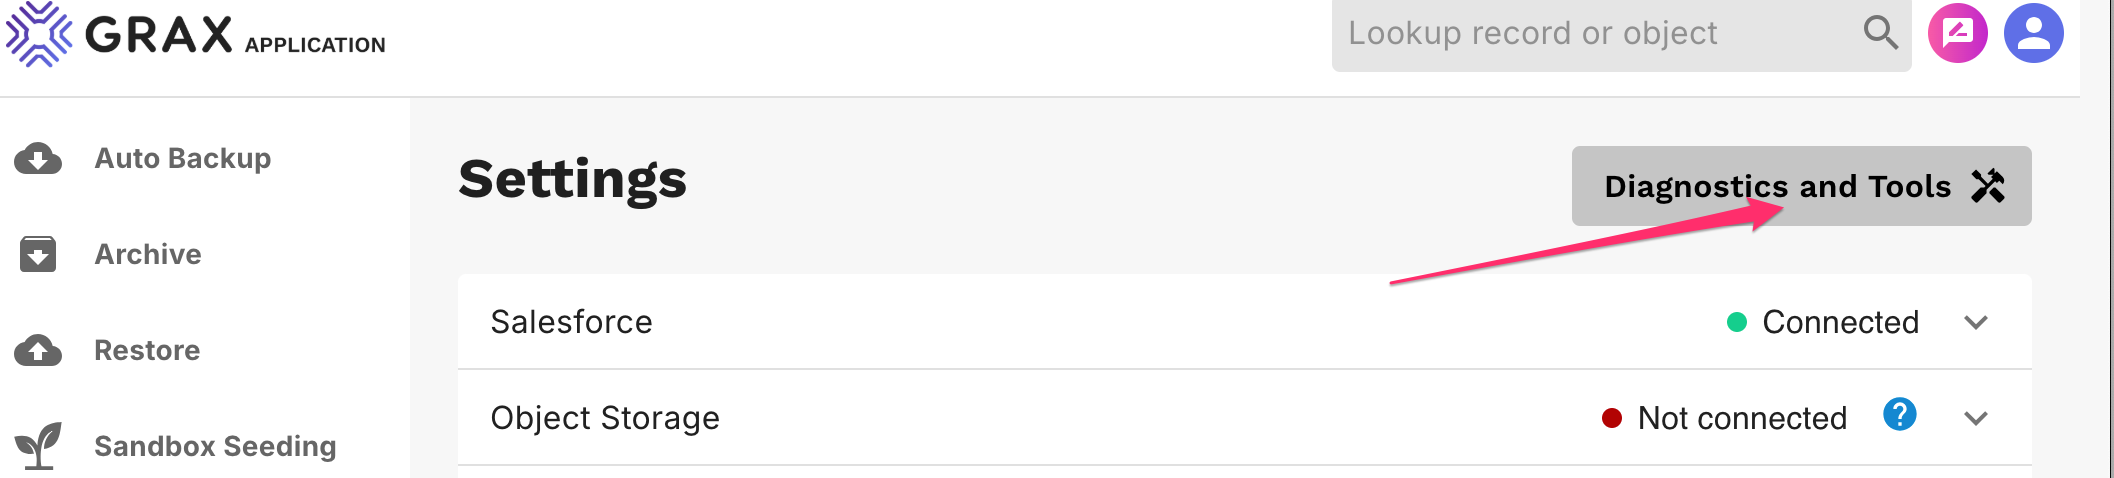 GRAX APPLICATION
Lookup record or object
Auto Backup
Archive
Restore
Sandbox Seeding
Settings
Diagnostics and Tools
Salesforce
Connected
Object Storage
Not connected
?